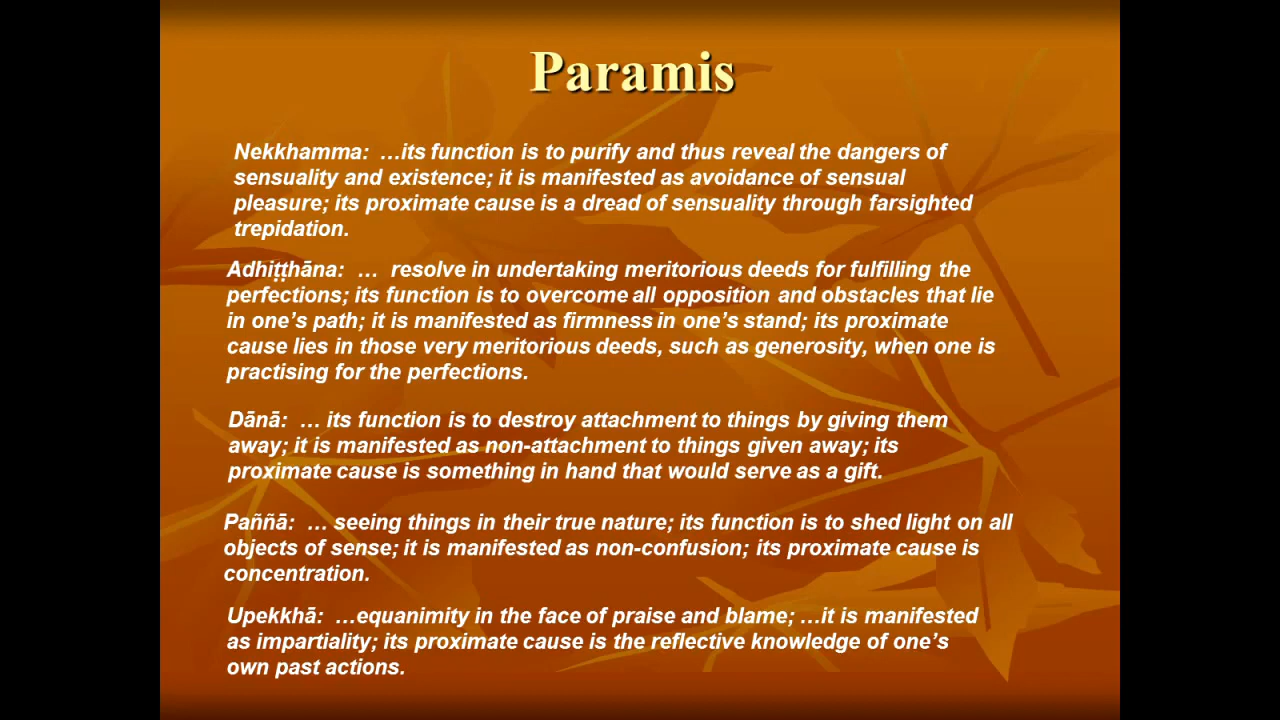 Paramis
Nekkhamma: …its function is to purify and thus reveal the dangers of
sensuality and existence; it is manifested as avoidance of sensual
pleasure; its proximate cause is a dread of sensuality through farsighted
trepidation.
Adhiṭṭhāna: … resolve in undertaking meritorious deeds for fulfilling the
perfections; its function is to overcome all opposition and obstacles that lie
in one’s path; it is manifested as firmness in one’s stand; its proximate
cause lies in those very meritorious deeds, such as generosity, when one is
practising for the perfections.
Dānā: … its function is to destroy attachment to things by giving them
away; it is manifested as non-attachment to things given away; its
proximate cause is something in hand that would serve as a gift.
Paññā: … seeing things in their true nature; its function is to shed light on all
objects of sense; it is manifested as non-confusion; its proximate cause is
concentration.
Upekkhā: …equanimity in the face of praise and blame; …it is manifested
as impartiality; its proximate cause is the reflective knowledge of one’s
own past actions.